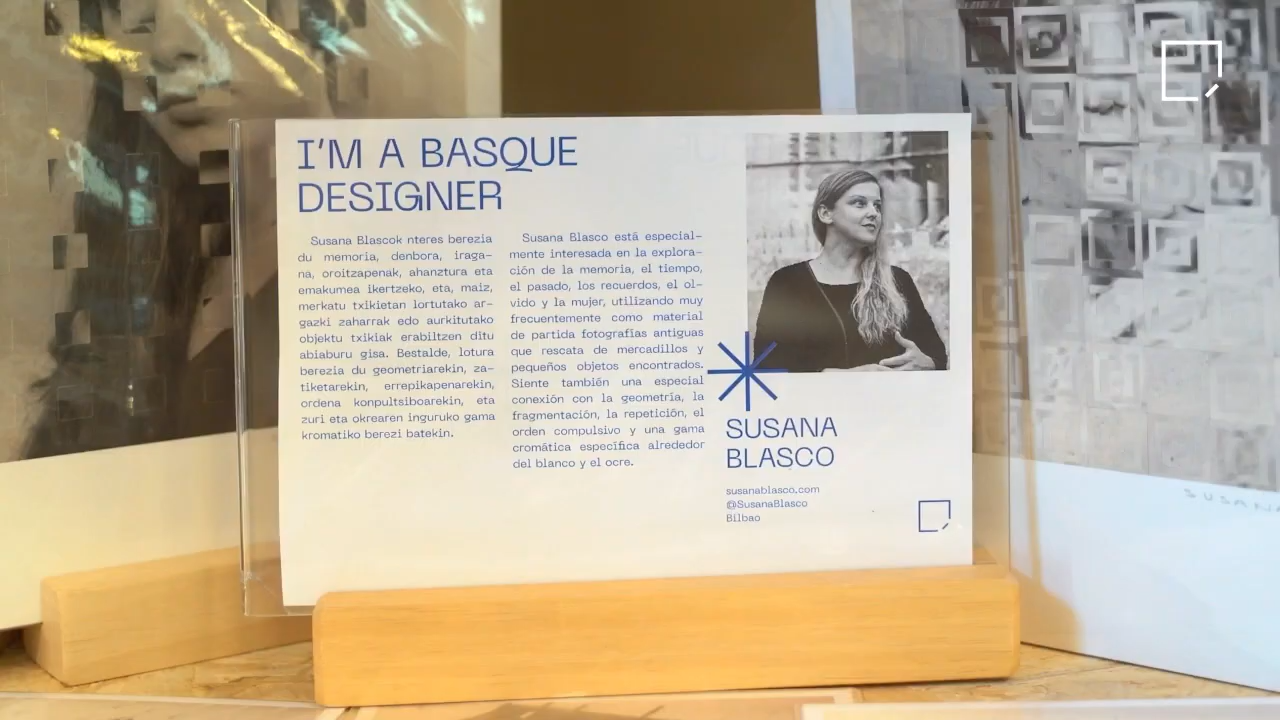 I'M A BASQUE
DESIGNER
Susana Blascok nteres berezia
du memoria, denbora, iraga-
na, oroitzapenak, ahanztura eta
emakumea ikertzeko, eta, maiz,
merkatu txikietan lortutako ar-
gazki zaharrak edo aurkitutako
objektu txikiak erabiltzen ditu
abiaburu gisa. Bestalde, lotura
berezia du geometriarekin, za-
tiketarekin, errepikapenarekin,
ordena konpultsiboarekin, eta
zuri eta okrearen inguruko gama
kromatiko berezi batekin.
Susana Blasco está especial-
mente interesada en la explora-
ción de la memoria, el tiempo,
el pasado, los recuerdos, el ol-
vido y la mujer, utilizando muy
frecuentemente como material
de partida fotografías antiguas
que rescata de mercadillos y
pequeños objetos encontrados.
Siente también una especial
conexión con la geometría, la
fragmentación, la repetición, el
orden compulsivo y una gama
cromática específica alrededor
del blanco y el ocre.
SUSANA
BLASCO
susanablasco.com
@SusanaBlasco
Bilbao
SUSANA